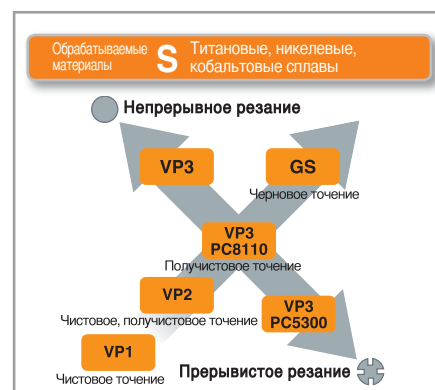 Обрабатываемые материалы
S
Титановые, никелевые,
кобальтовые сплавы
Непрерывное резание
VP3
GS
Черновое точение
VP3
PC8110
Получистовое точение
VP2
Чистовое, получистовое точение
VP3
PC5300
VP1
Чистовое точение
Прерывистое резание